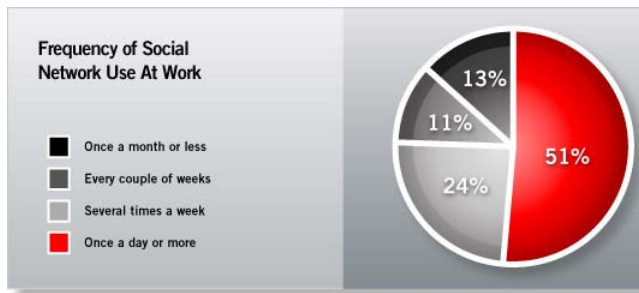 Frequency of Social
Network Use At Work
Once a month or less
Every couple of weeks
Several times a week
Once a day or more
13%
11%
24%
51%